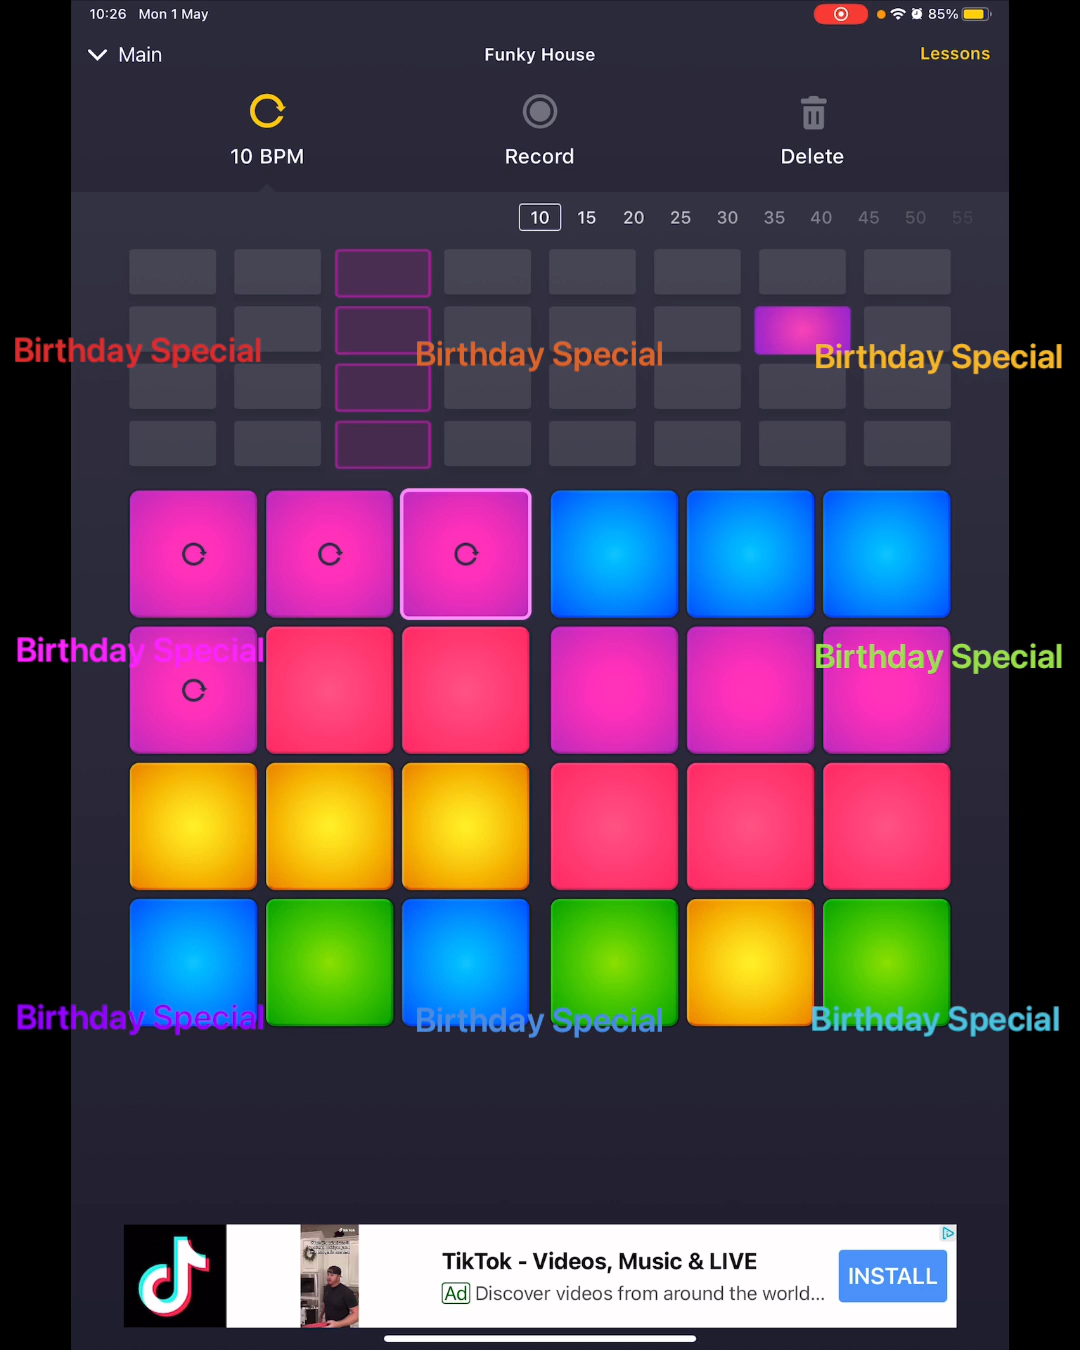 10:26 Mon 1 May 85%
Main Funky House Lessons
10 BPM Record Delete
10 15 20 25 30 35 40 45 50 55
Birthday Special Birthday Special Birthday Special
Birthday Special Birthday Special
Birthday Special Birthday Special Birthday Special
TikTok - Videos, Music & LIVE
Ad Discover videos from around the world...
INSTALL